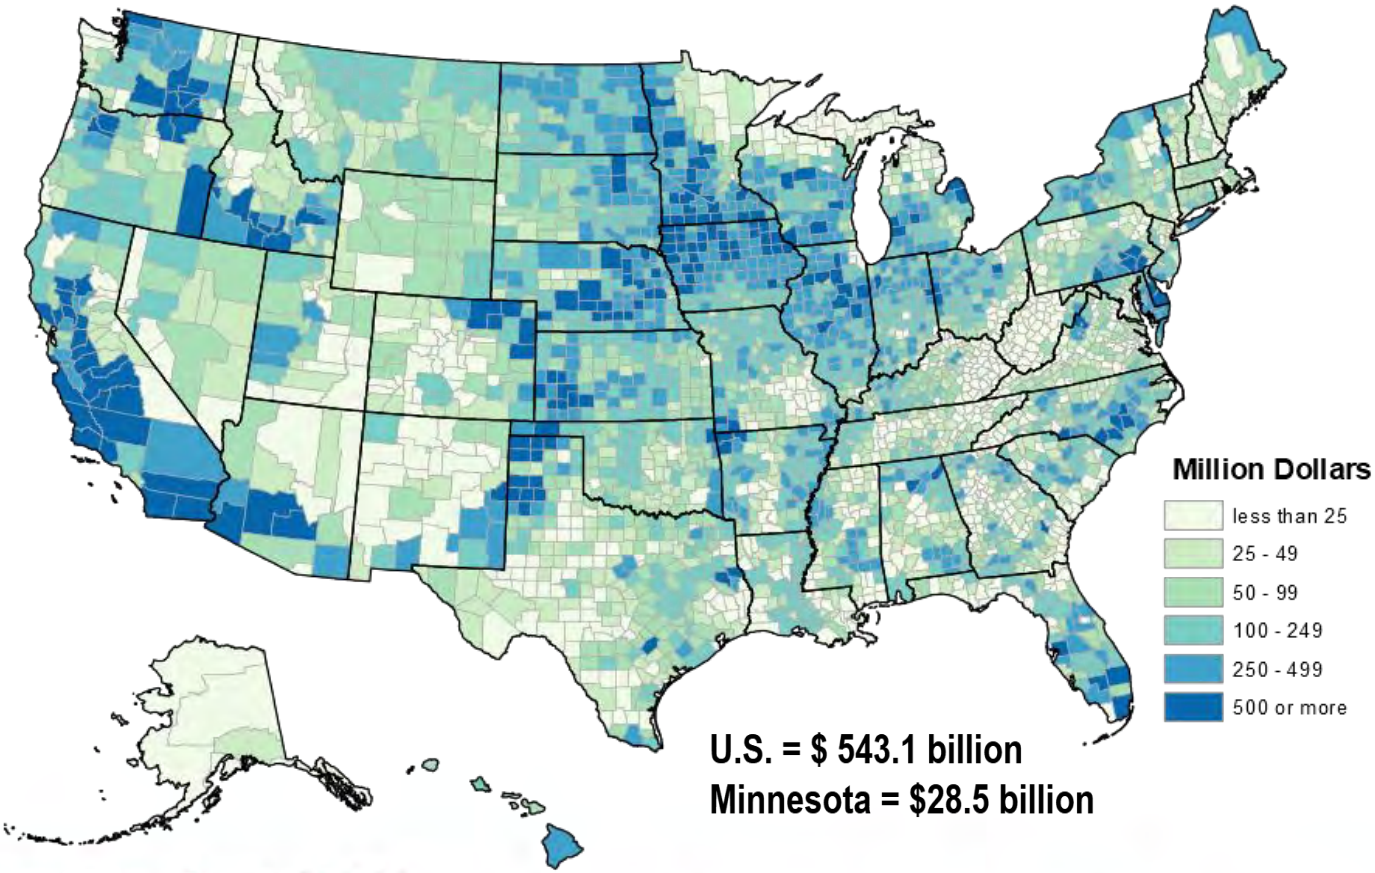 Million Dollars
less than 25
25 - 49
50 - 99
100 - 249
250 - 499
500 or more
U.S. = $ 543.1 billion
Minnesota = $28.5 billion